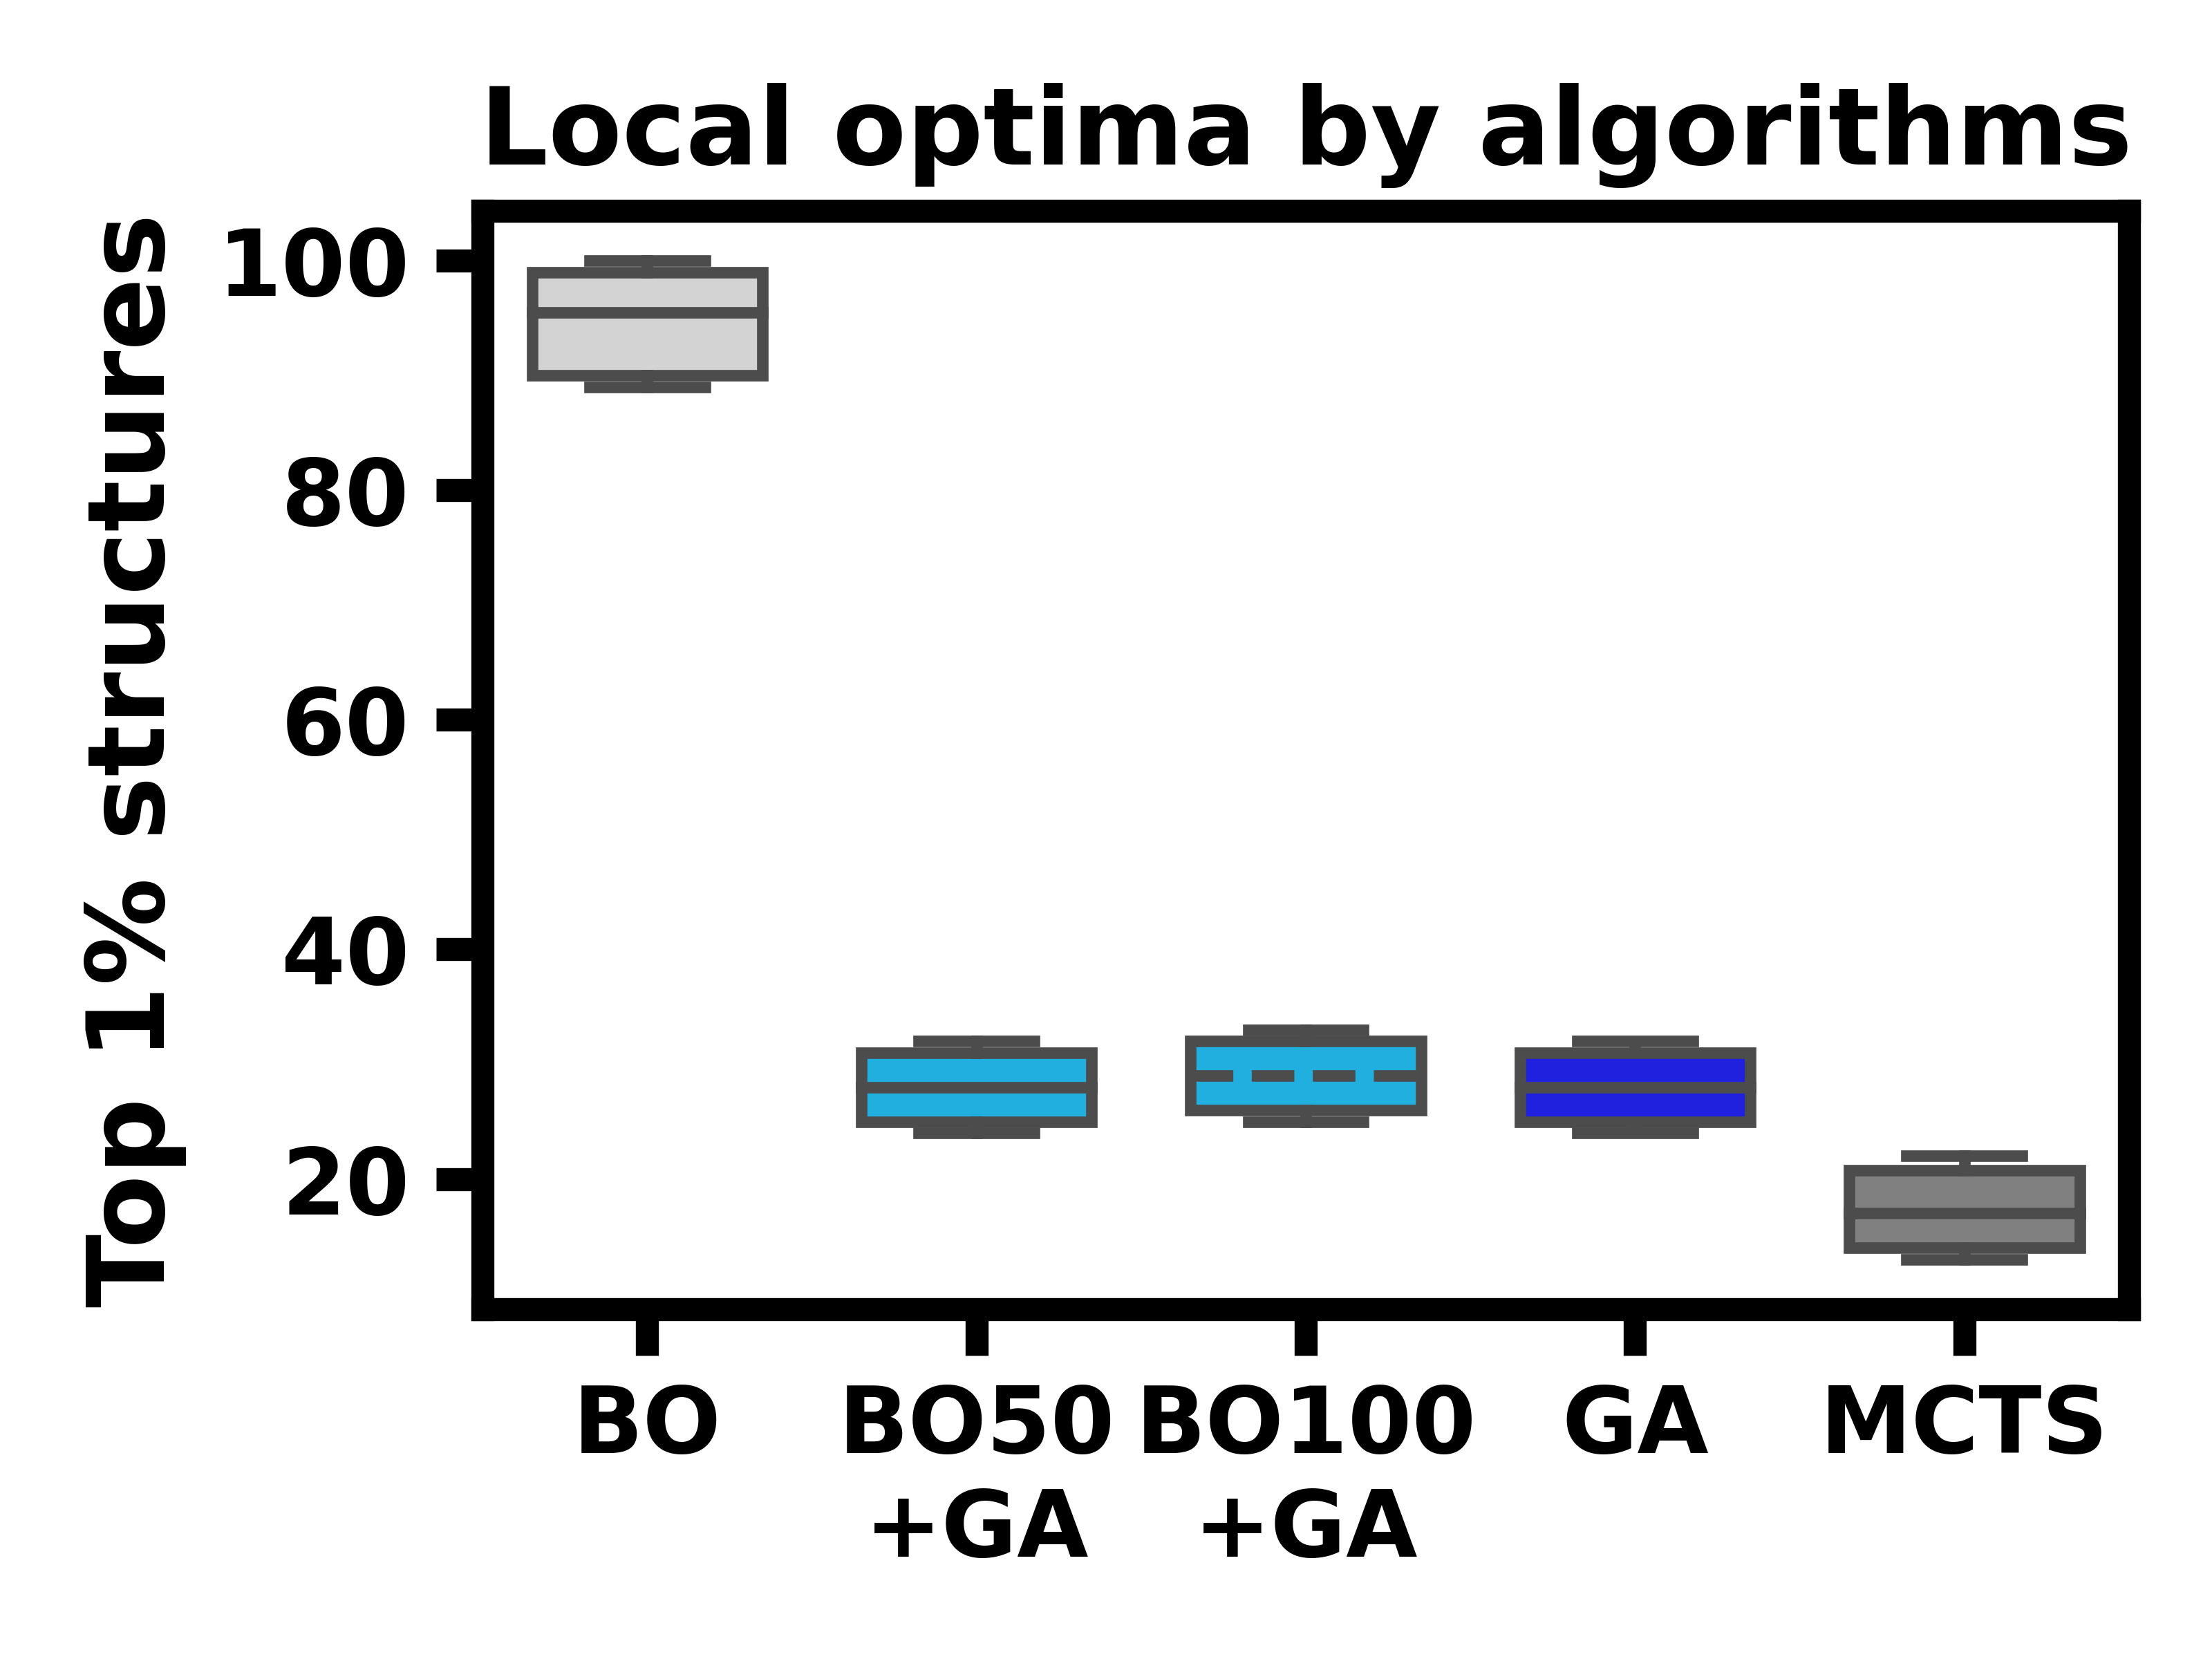 Local optima by algorithms
Top 1% structures
100
80
60
40
20
BO
BO50
+GA
BO100
+GA
GA
MCTS